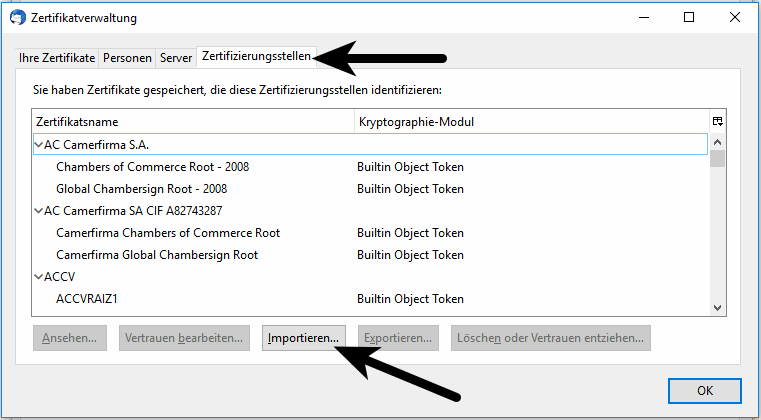 Zertifikatverwaltung
Ihre Zertifikate Personen Server Zertifizierungsstellen
Sie haben Zertifikate gespeichert, die diese Zertifizierungsstellen identifizieren:
Zertifikatsname Kryptographie-Modul
AC Camerfirma S.A.
Chambers of Commerce Root - 2008 Builtin Object Token
Global Chambersign Root - 2008 Builtin Object Token
AC Camerfirma SA CIF A82743287
Camerfirma Chambers of Commerce Root Builtin Object Token
Camerfirma Global Chambersign Root Builtin Object Token
ACCV
ACCVRAIZ1 Builtin Object Token
Ansehen... Vertrauen bearbeiten... Importieren... Exportieren... Löschen oder Vertrauen entziehen...
OK